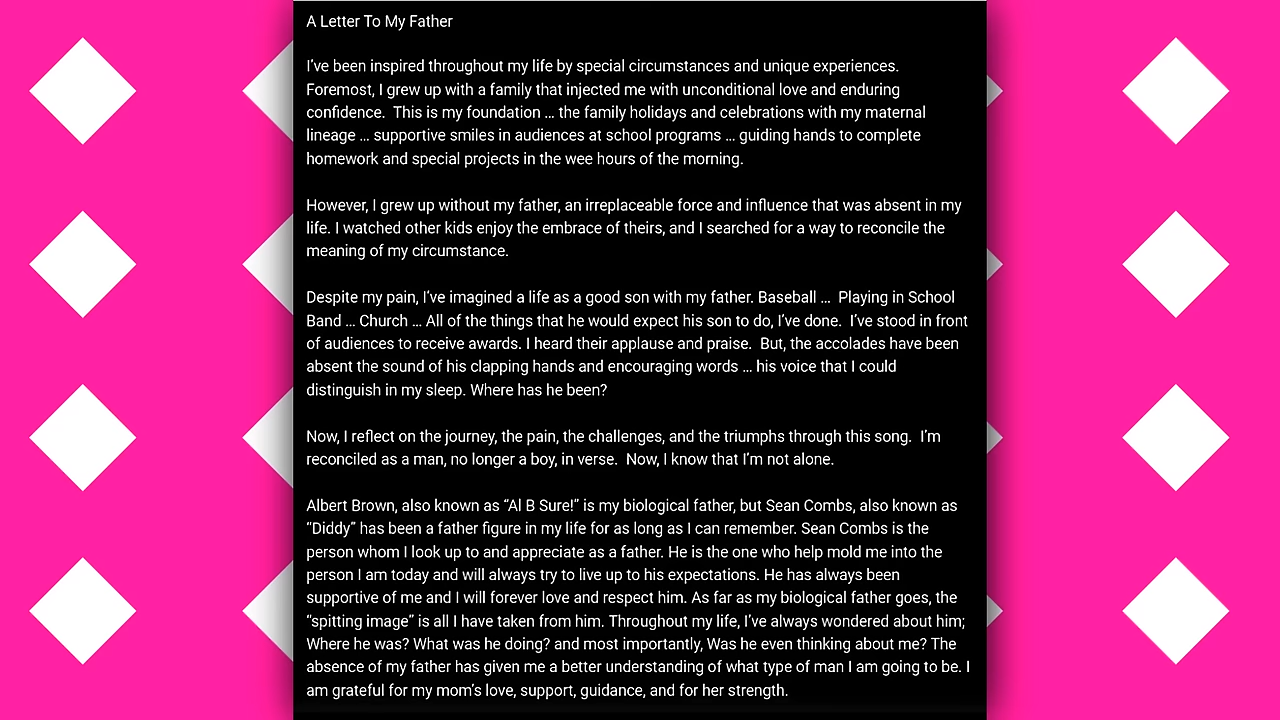 A Letter To My Father
I’ve been inspired throughout my life by special circumstances and unique experiences.
Foremost, I grew up with a family that injected me with unconditional love and enduring
confidence.  This is my foundation … the family holidays and celebrations with my maternal
lineage … supportive smiles in audiences at school programs … guiding hands to complete
homework and special projects in the wee hours of the morning.
However, I grew up without my father, an irreplaceable force and influence that was absent in my
life. I watched other kids enjoy the embrace of theirs, and I searched for a way to reconcile the
meaning of my circumstance.
Despite my pain, I’ve imagined a life as a good son with my father. Baseball …  Playing in School
Band … Church … All of the things that he would expect his son to do, I’ve done.  I’ve stood in front
of audiences to receive awards. I heard their applause and praise.  But, the accolades have been
absent the sound of his clapping hands and encouraging words … his voice that I could
distinguish in my sleep. Where has he been?
Now, I reflect on the journey, the pain, the challenges, and the triumphs through this song.  I’m
reconciled as a man, no longer a boy, in verse.  Now, I know that I’m not alone.
Albert Brown, also known as “Al B Sure!” is my biological father, but Sean Combs, also known as
“Diddy” has been a father figure in my life for as long as I can remember. Sean Combs is the
person whom I look up to and appreciate as a father. He is the one who help mold me into the
person I am today and will always try to live up to his expectations. He has always been
supportive of me and I will forever love and respect him. As far as my biological father goes, the
“spitting image” is all I have taken from him. Throughout my life, I’ve always wondered about him;
Where he was? What was he doing? and most importantly, Was he even thinking about me? The
absence of my father has given me a better understanding of what type of man I am going to be. I
am grateful for my mom’s love, support, guidance, and for her strength.